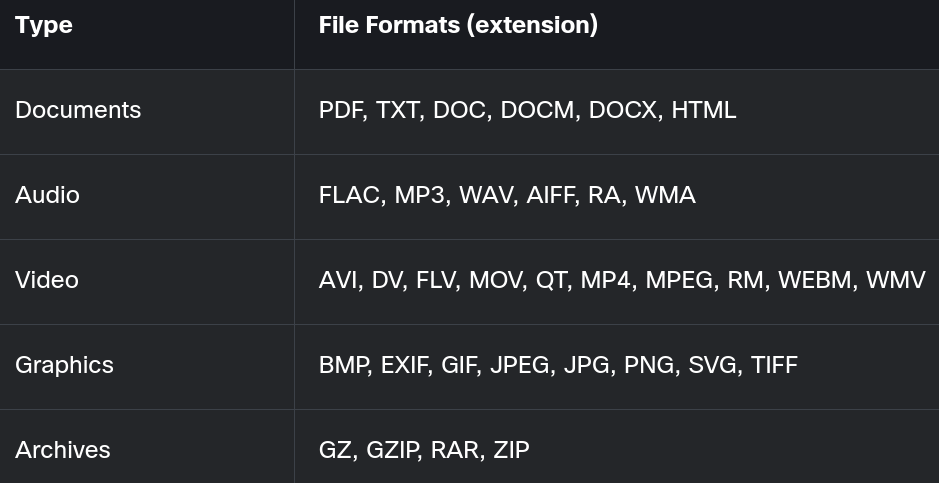 Type File Formats (extension)
Documents PDF, TXT, DOC, DOCM, DOCX, HTML
Audio FLAC, MP3, WAV, AIFF, RA, WMA
Video AVI, DV, FLV, MOV, QT, MP4, MPEG, RM, WEBM, WMV
Graphics BMP, EXIF, GIF, JPEG, JPG, PNG, SVG, TIFF
Archives GZ, GZIP, RAR, ZIP